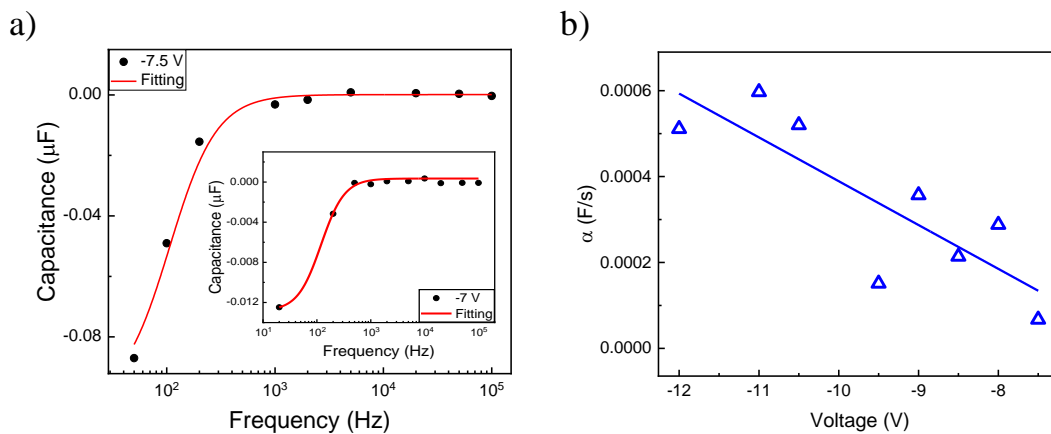 a)
-7.5 V
Fitting
0.00
-0.04
-0.08
Capacitance (μF)
10²
10³
10⁴
10⁵
Frequency (Hz)
0.000
-0.004
-0.008
-0.012
Capacitance (μF)
-7 V
Fitting
10¹
10²
10³
10⁴
10⁵
Frequency (Hz)
b)
0.0006
0.0004
0.0002
0.0000
α (F/s)
-12
-11
-10
-9
-8
Voltage (V)